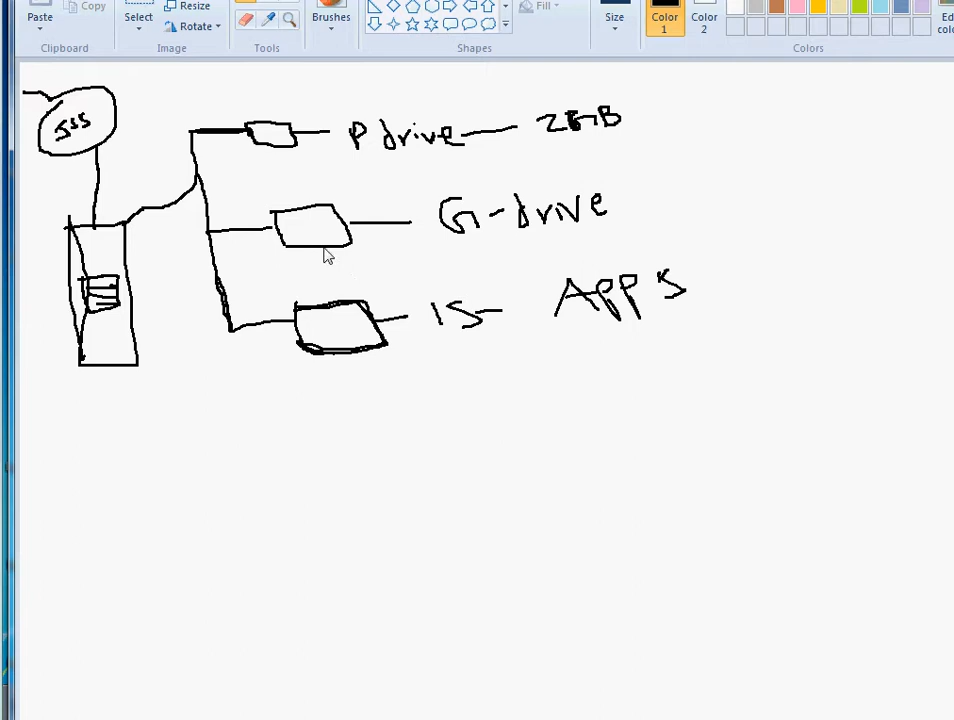 Paste
Copy
Select
Resize
Rotate
Brushes
Fill
Size
Color 1
Color 2
Clipboard
Image
Tools
Shapes
Colors
P drive — 2GB
G-drive
IS- Apps